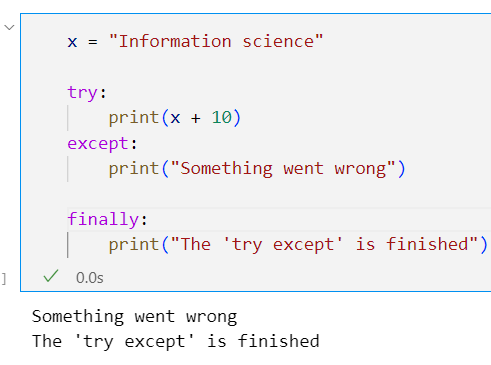 x = "Information science"
try:
    print(x + 10)
except:
    print("Something went wrong")
finally:
    print("The 'try except' is finished")
] 0.0s
Something went wrong
The 'try except' is finished